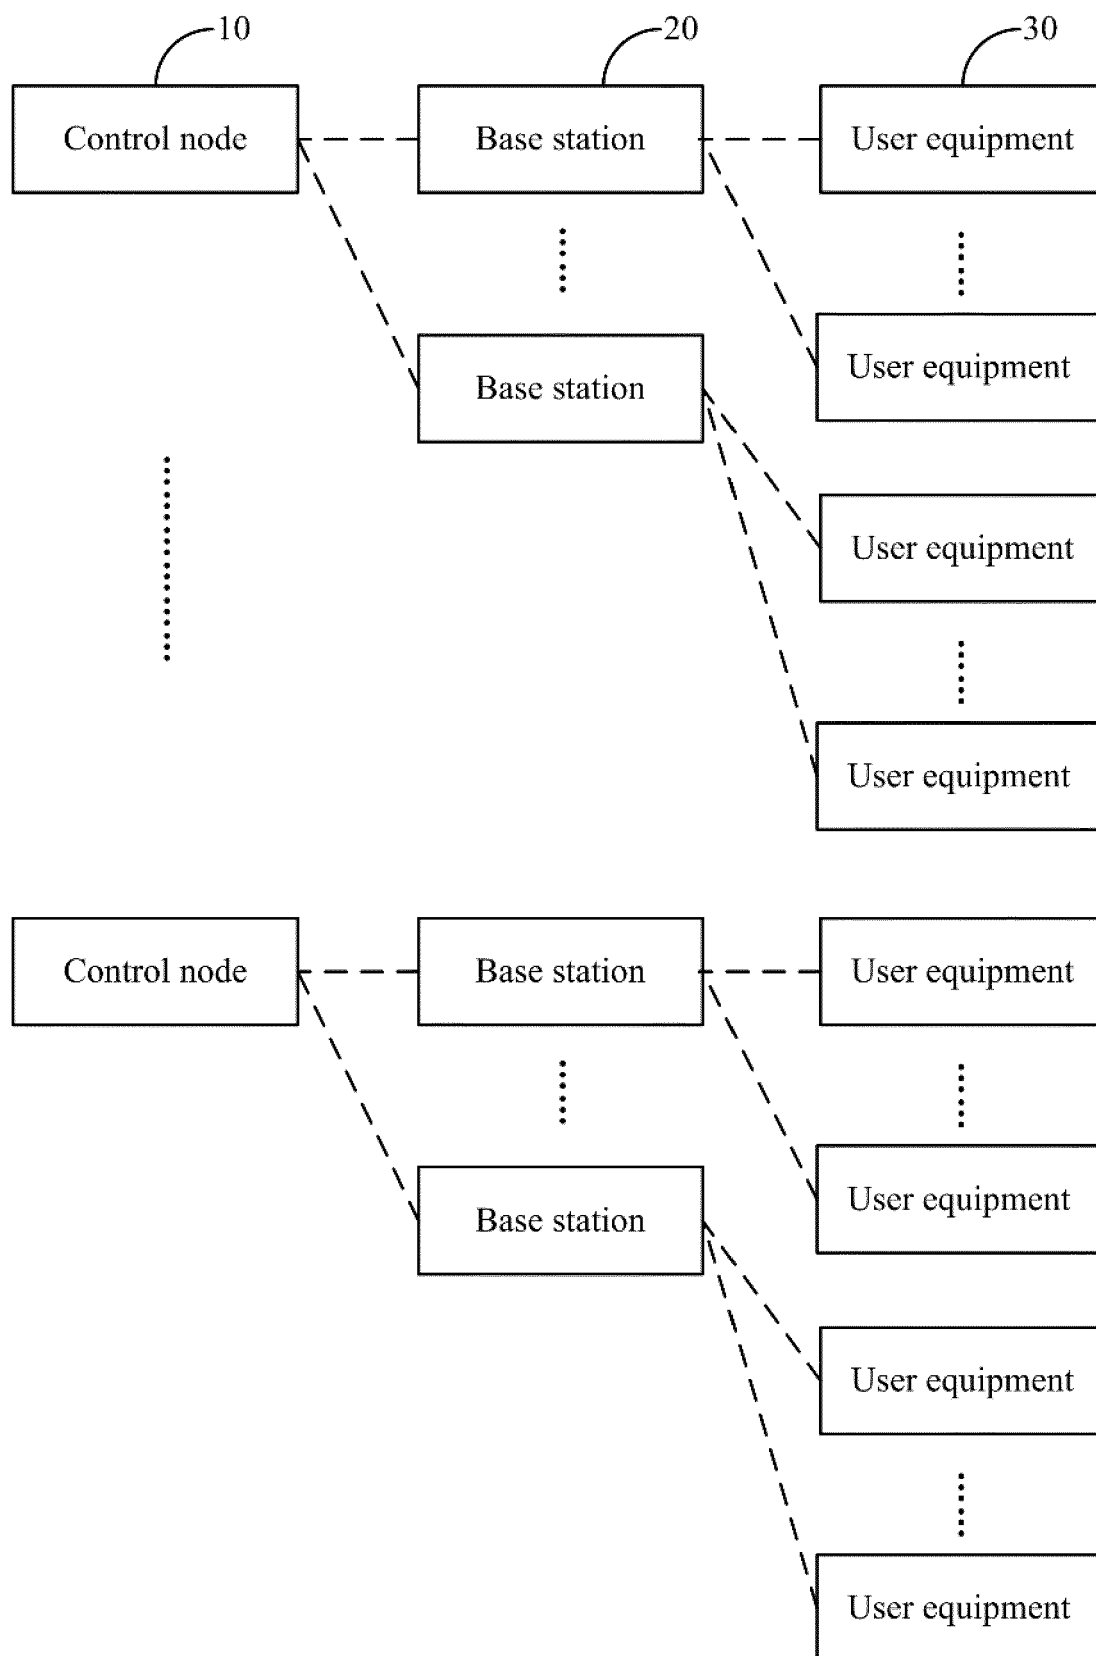 10 20 30
Control node Base station User equipment
User equipment
Base station
User equipment
User equipment
Control node Base station User equipment
User equipment
Base station
User equipment
User equipment